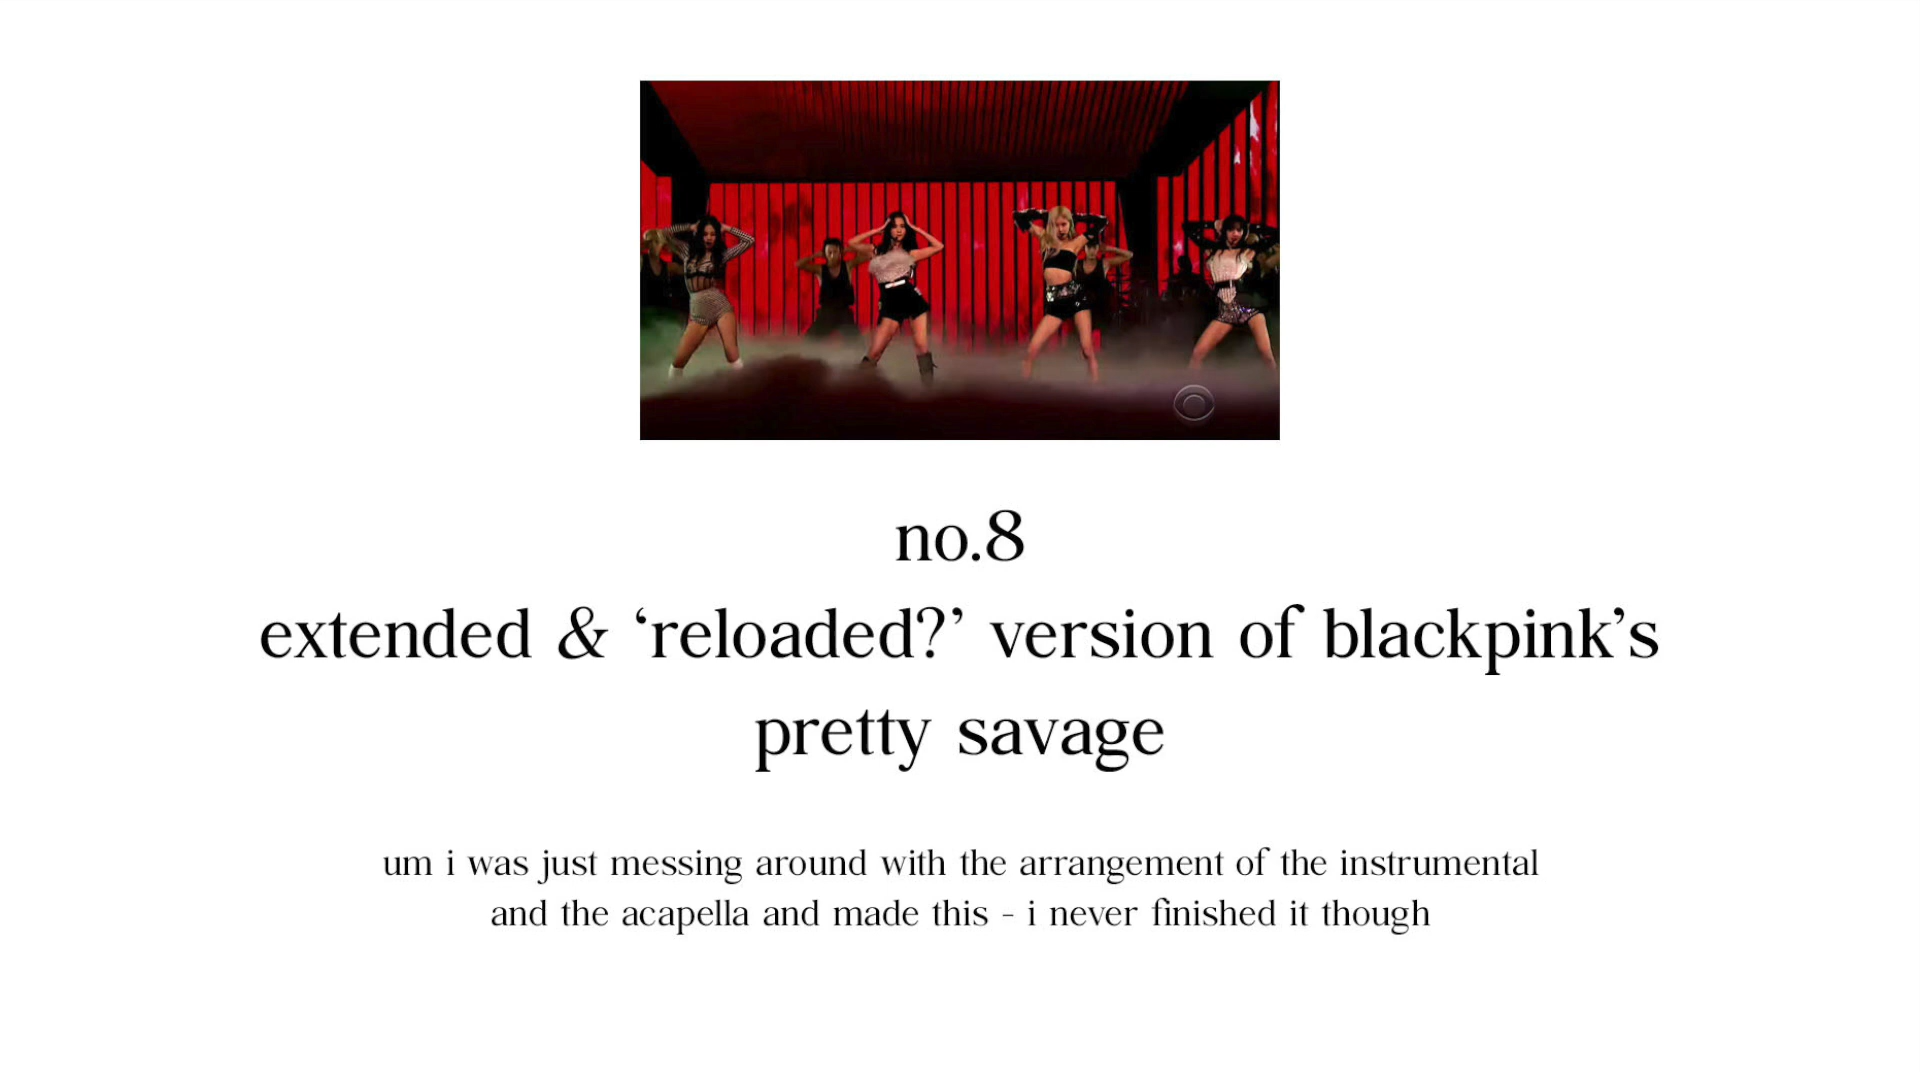 no.8
extended & ‘reloaded?’ version of blackpink’s
pretty savage
um i was just messing around with the arrangement of the instrumental
and the acapella and made this - i never finished it though